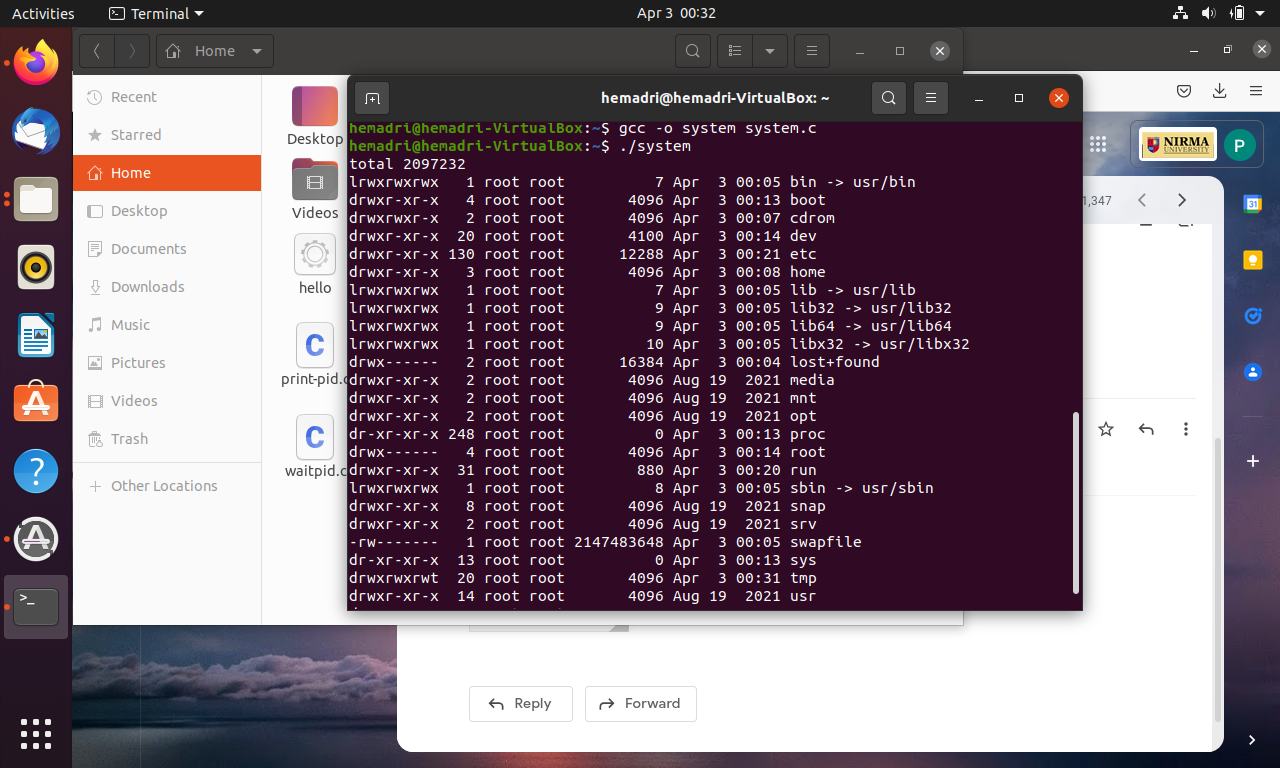 Activities
Terminal
Apr 3 00:32
Home
Recent
Starred
Home
Desktop
Documents
Downloads
Music
Pictures
Videos
Trash
Other Locations
Desktop
Videos
hello
print-pid.c
waitpid.c
hemadri@hemadri-VirtualBox: ~
hemadri@hemadri-VirtualBox:~$ gcc -o system system.c
hemadri@hemadri-VirtualBox:~$ ./system
total 2097232
lrwxrwxrwx   1 root root          7 Apr  3 00:05 bin -> usr/bin
drwxr-xr-x   4 root root       4096 Apr  3 00:13 boot
drwxrwxr-x   2 root root       4096 Apr  3 00:07 cdrom
drwxr-xr-x  20 root root       4100 Apr  3 00:14 dev
drwxr-xr-x 130 root root      12288 Apr  3 00:21 etc
drwxr-xr-x   3 root root       4096 Apr  3 00:08 home
lrwxrwxrwx   1 root root          7 Apr  3 00:05 lib -> usr/lib
lrwxrwxrwx   1 root root          9 Apr  3 00:05 lib32 -> usr/lib32
lrwxrwxrwx   1 root root          9 Apr  3 00:05 lib64 -> usr/lib64
lrwxrwxrwx   1 root root         10 Apr  3 00:05 libx32 -> usr/libx32
drwx------   2 root root      16384 Apr  3 00:04 lost+found
drwxr-xr-x   2 root root       4096 Aug 19  2021 media
drwxr-xr-x   2 root root       4096 Aug 19  2021 mnt
drwxr-xr-x   2 root root       4096 Aug 19  2021 opt
dr-xr-xr-x 248 root root          0 Apr  3 00:13 proc
drwx------   4 root root       4096 Apr  3 00:14 root
drwxr-xr-x  31 root root        880 Apr  3 00:20 run
lrwxrwxrwx   1 root root          8 Apr  3 00:05 sbin -> usr/sbin
drwxr-xr-x   8 root root       4096 Aug 19  2021 snap
drwxr-xr-x   2 root root       4096 Aug 19  2021 srv
-rw-------   1 root root 2147483648 Apr  3 00:05 swapfile
dr-xr-xr-x  13 root root          0 Apr  3 00:13 sys
drwxrwxrwt  20 root root       4096 Apr  3 00:31 tmp
drwxr-xr-x  14 root root       4096 Aug 19  2021 usr
NIRMA
UNIVERSITY
P
1,347
31
Reply
Forward